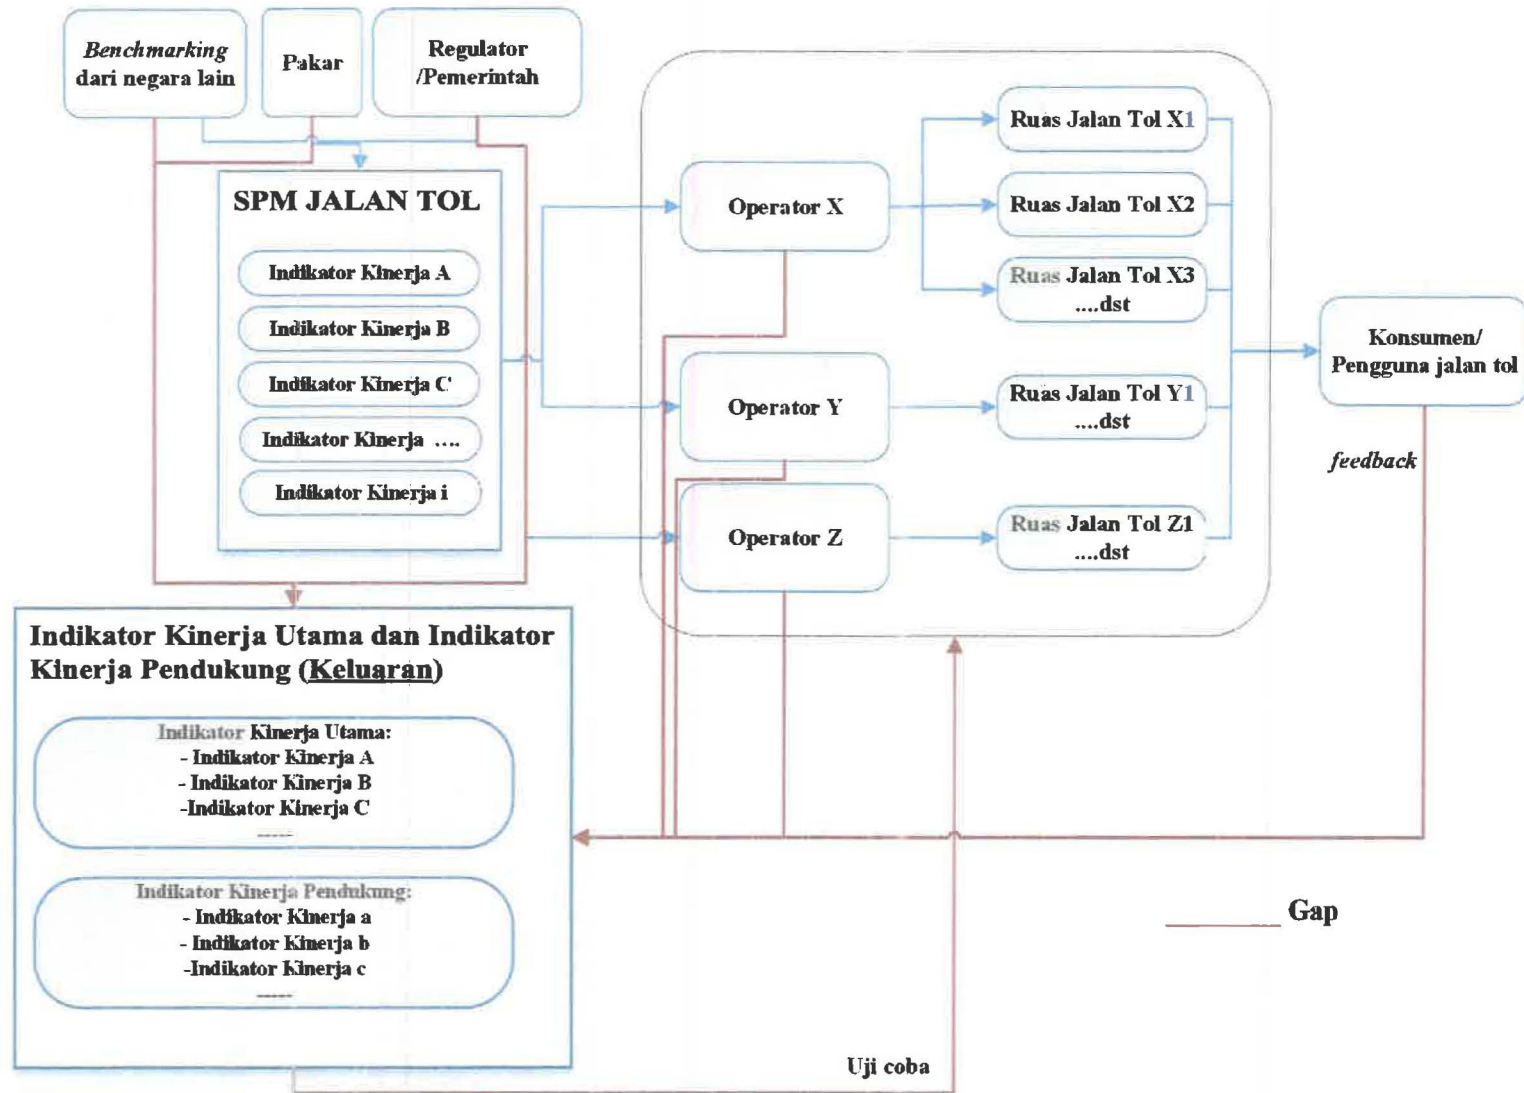 Benchmarking
dari negara lain
Pakar
Regulator
/Pemerintah
SPM JALAN TOL
Indikator Kinerja A
Indikator Kinerja B
Indikator Kinerja C
Indikator Kinerja ....
Indikator Kinerja i
Operator X
Operator Y
Operator Z
Ruas Jalan Tol X1
Ruas Jalan Tol X2
Ruas Jalan Tol X3
....dst
Ruas Jalan Tol Y1
....dst
Ruas Jalan Tol Z1
....dst
Konsumen/
Pengguna jalan tol
feedback
Indikator Kinerja Utama dan Indikator
Kinerja Pendukung (Keluaran)
Indikator Kinerja Utama:
- Indikator Kinerja A
- Indikator Kinerja B
-Indikator Kinerja C
-----
Indikator Kinerja Pendukung:
- Indikator Kinerja a
- Indikator Kinerja b
-Indikator Kinerja c
-----
Gap
Uji coba